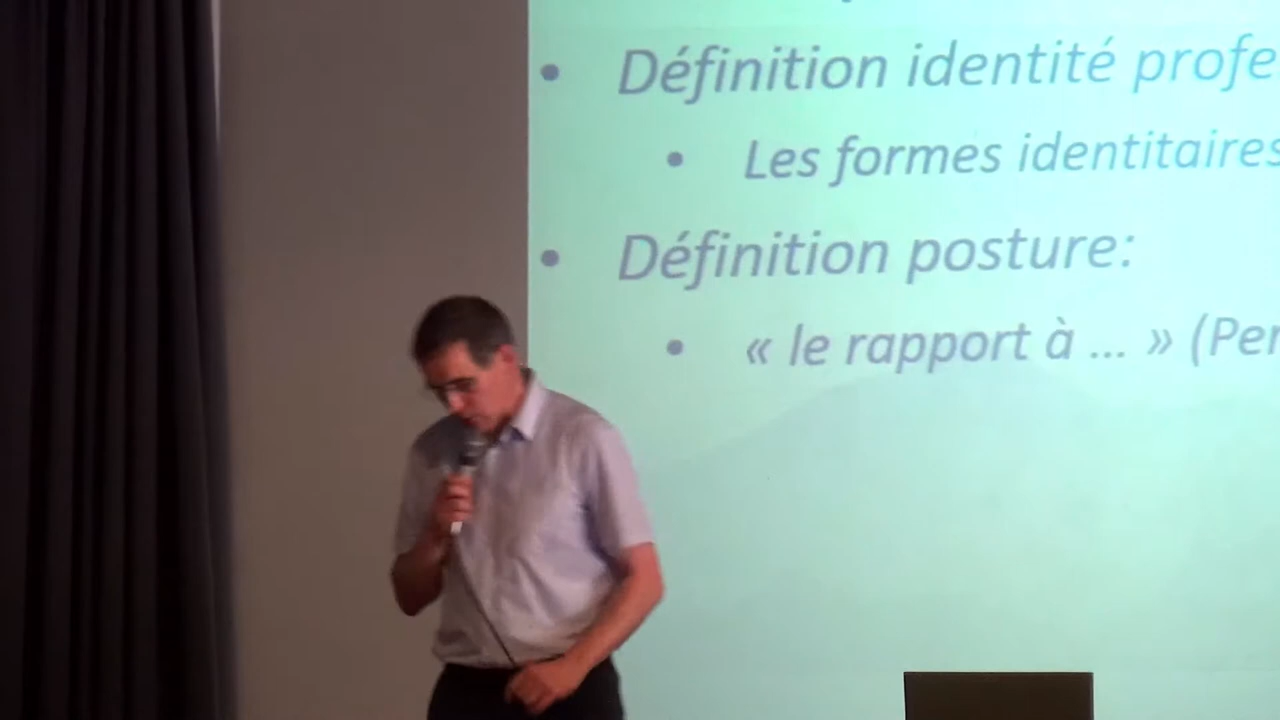 • Définition identité profe
• Les formes identitaires
• Définition posture:
• « le rapport à ... » (Per